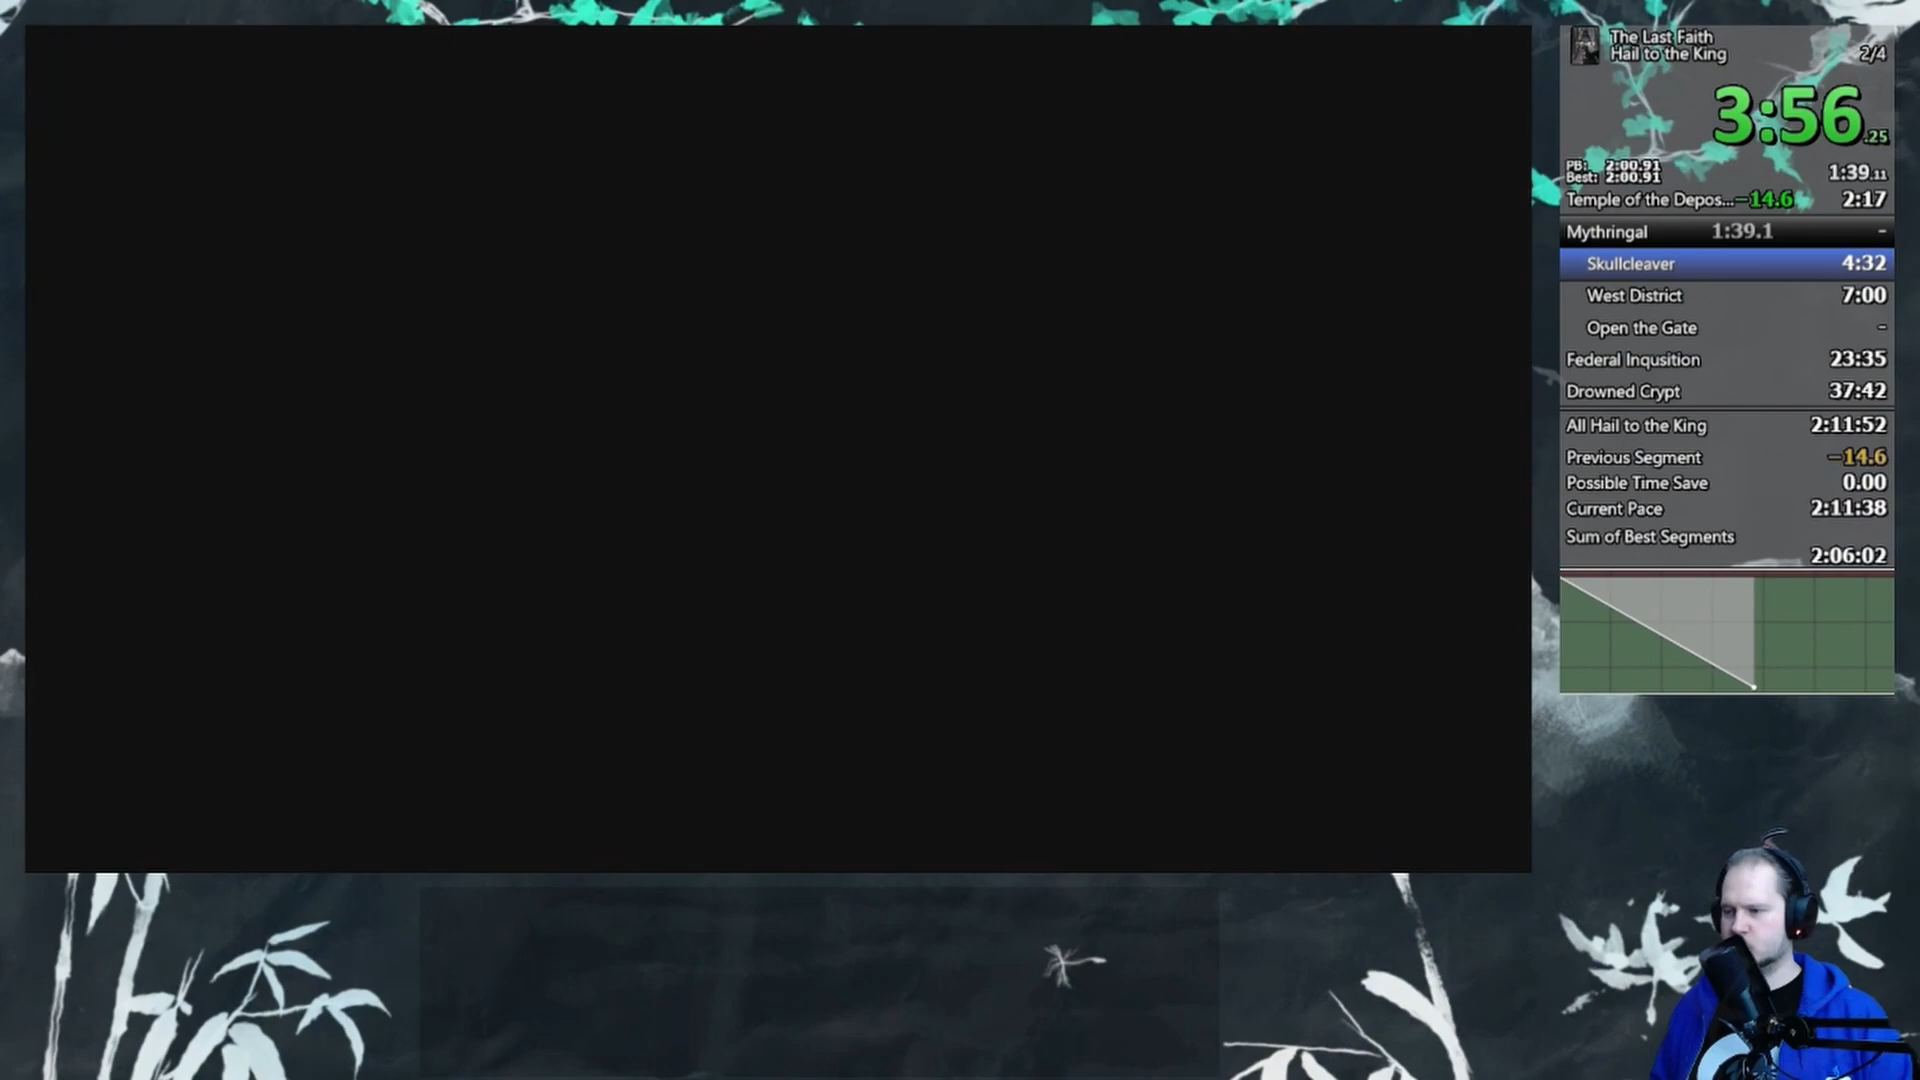 The Last Faith
Hail to the King 2/4
3:56.25
PB: 2:00.91
Best: 2:00.91 1:39.11
Temple of the Depos... -14.6 2:17
Mythringal 1:39.1 -
Skullcleaver 4:32
West District 7:00
Open the Gate -
Federal Inqusition 23:35
Drowned Crypt 37:42
All Hail to the King 2:11:52
Previous Segment -14.6
Possible Time Save 0.00
Current Pace 2:11:38
Sum of Best Segments
2:06:02